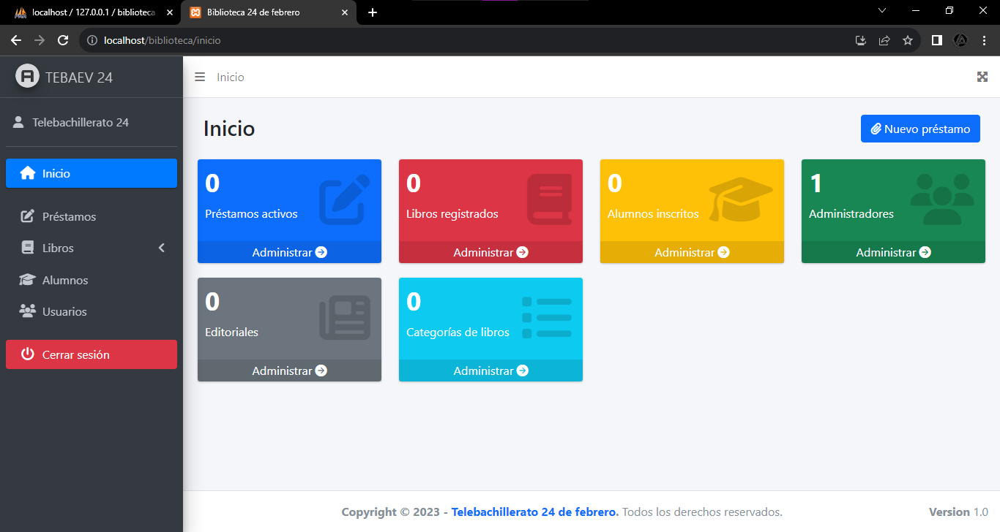 localhost / 127.0.0.1 / biblioteca
Biblioteca 24 de febrero
localhost/biblioteca/inicio
TEBAEV 24
Inicio
Telebachillerato 24
Inicio
Nuevo préstamo
Inicio
Préstamos
Libros
Alumnos
Usuarios
Cerrar sesión
0
Préstamos activos
Administrar
0
Libros registrados
Administrar
0
Alumnos inscritos
Administrar
1
Administradores
Administrar
0
Editoriales
Administrar
0
Categorías de libros
Administrar
Copyright © 2023 - Telebachillerato 24 de febrero. Todos los derechos reservados.
Version 1.0